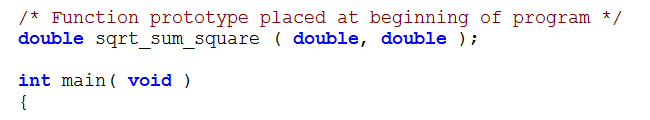 /* Function prototype placed at beginning of program */
double sqrt_sum_square ( double, double );
int main( void )
{